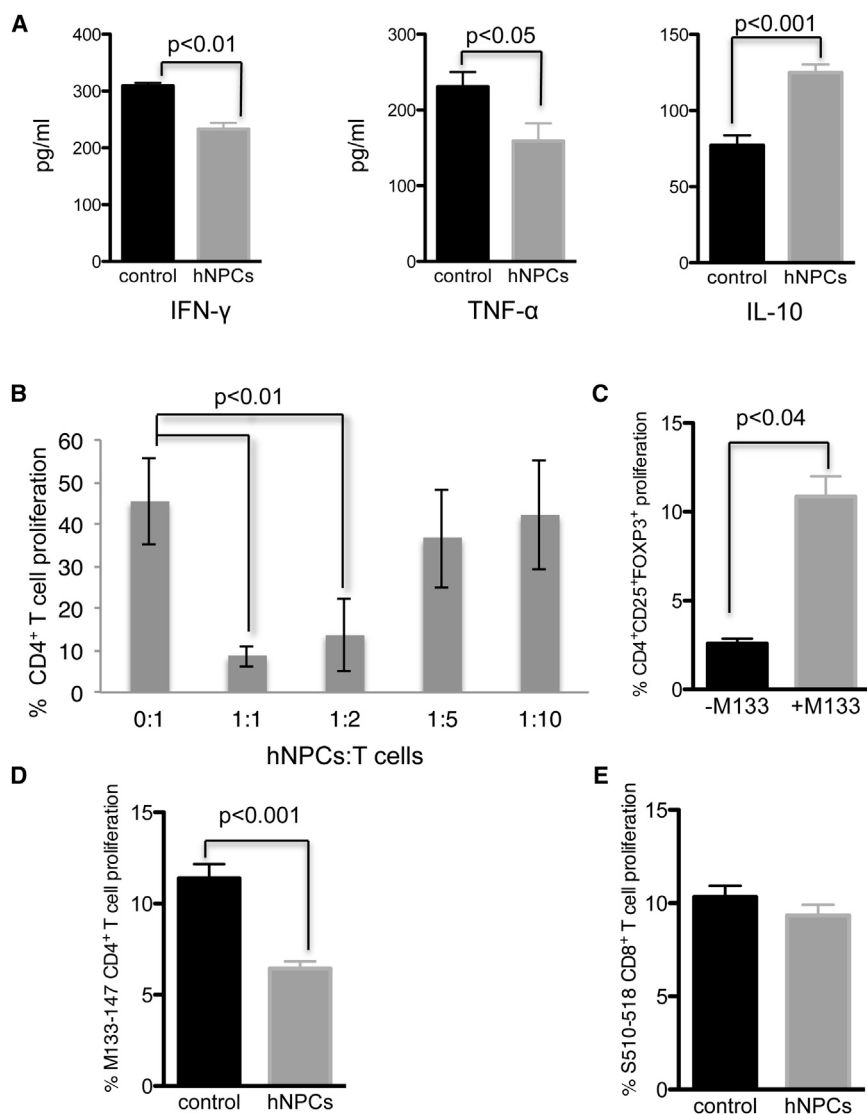 A
pg/ml
400
300
200
100
0
p<0.01
control hNPCs
IFN-γ
pg/ml
300
200
100
0
p<0.05
control hNPCs
TNF-α
150
100
50
0
p<0.001
control hNPCs
IL-10
B
% CD4⁺ T cell proliferation
60
50
40
30
20
10
0
p<0.01
0:1 1:1 1:2 1:5 1:10
hNPCs:T cells
C
% CD4⁺CD25⁺FOXP3⁺ proliferation
15
10
5
0
p<0.04
-M133 +M133
D
% M133-147 CD4⁺ T cell proliferation
15
10
5
0
p<0.001
control hNPCs
E
% S510-518 CD8⁺ T cell proliferation
15
10
5
0
control hNPCs